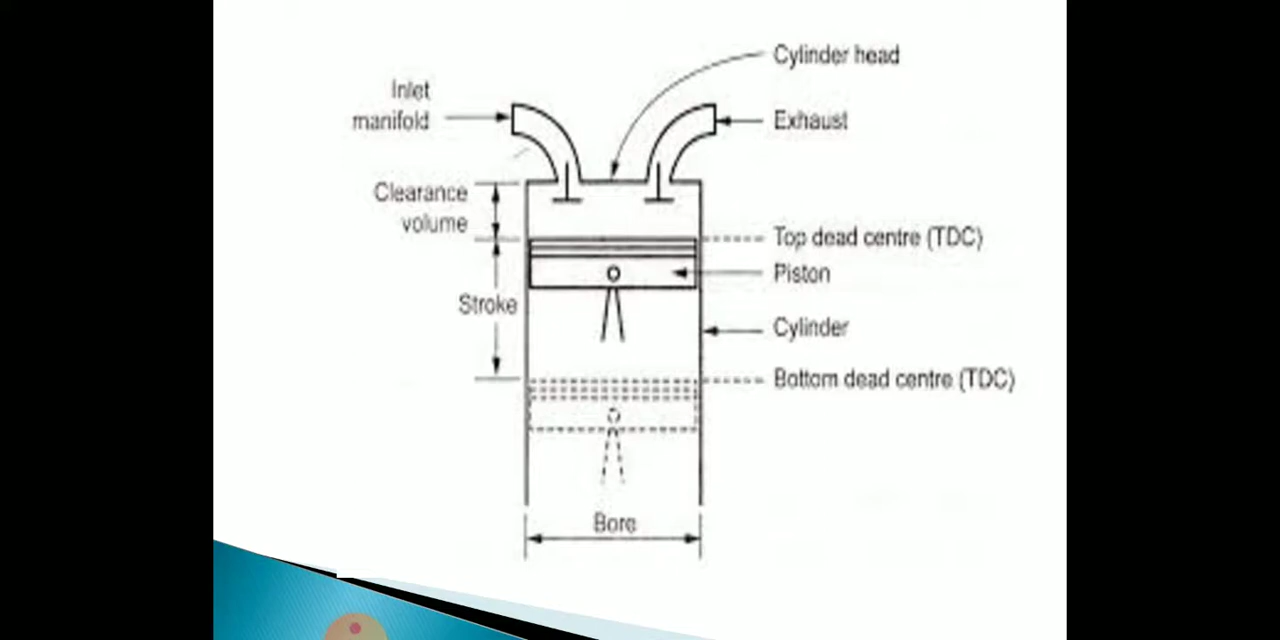 Cylinder head
Inlet
manifold
Exhaust
Clearance
volume
Top dead centre (TDC)
Piston
Stroke
Cylinder
Bottom dead centre (TDC)
Bore